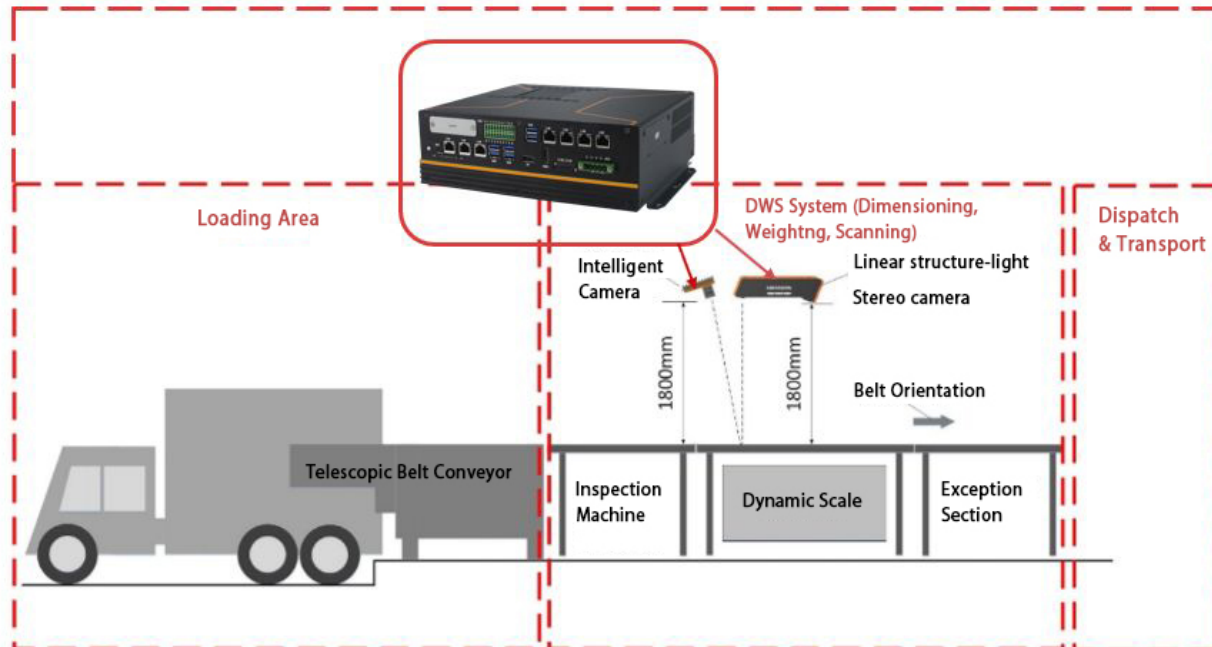 Loading Area
DWS System (Dimensioning,
Weightng, Scanning)
Dispatch
& Transport
Intelligent
Camera
Linear structure-light
Stereo camera
1800mm
1800mm
Belt Orientation
Telescopic Belt Conveyor
Inspection
Machine
Dynamic Scale
Exception
Section